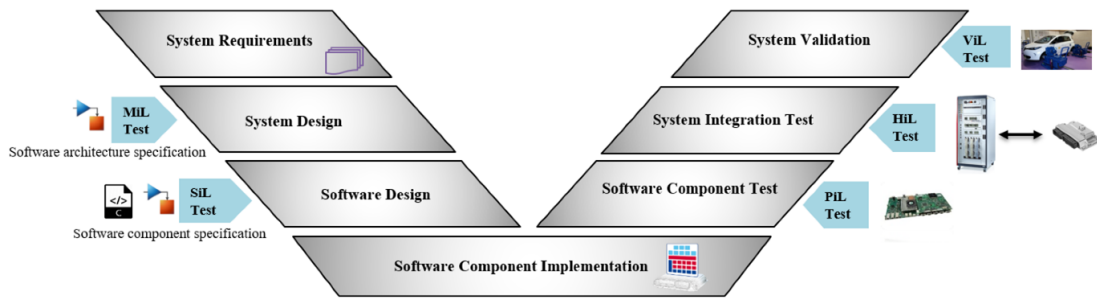 System Requirements
System Validation
ViL
Test
MiL
Test
System Design
System Integration Test
HiL
Test
Software architecture specification
</>
C
SiL
Test
Software Design
Software Component Test
PiL
Test
Software component specification
Software Component Implementation